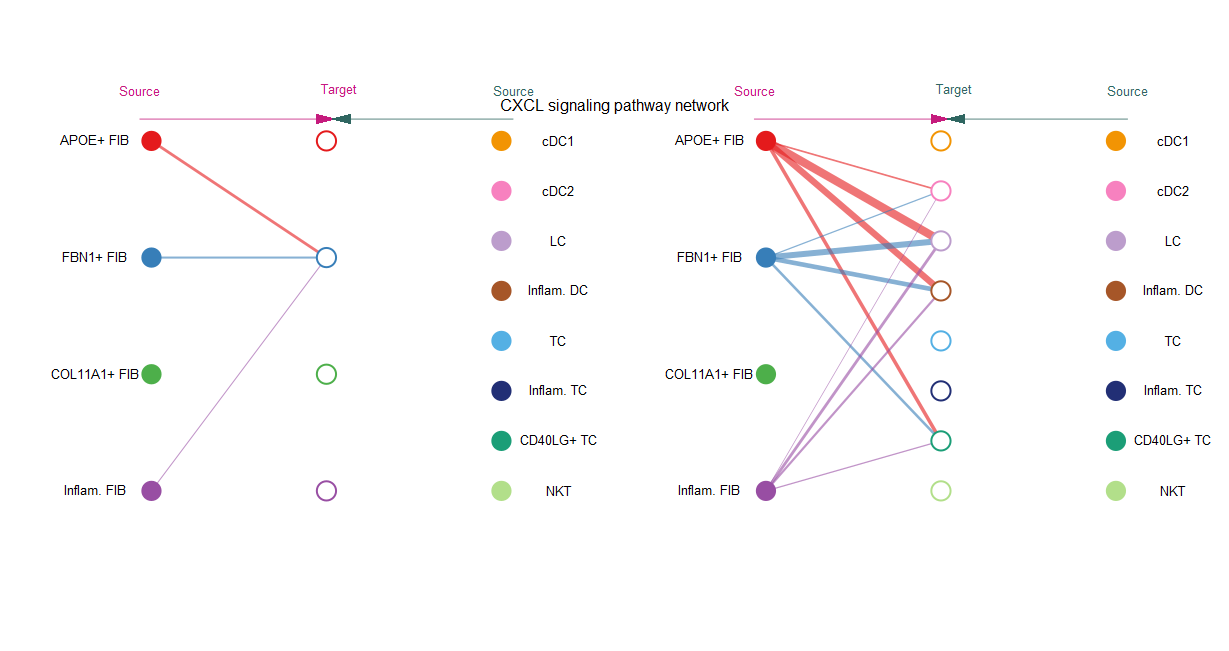 Source
Target
Source
CXCL signaling pathway network
Source
Target
Source
APOE+ FIB
cDC1
APOE+ FIB
cDC1
cDC2
cDC2
LC
LC
FBN1+ FIB
FBN1+ FIB
Inflam. DC
Inflam. DC
TC
TC
COL11A1+ FIB
COL11A1+ FIB
Inflam. TC
Inflam. TC
CD40LG+ TC
CD40LG+ TC
Inflam. FIB
NKT
Inflam. FIB
NKT